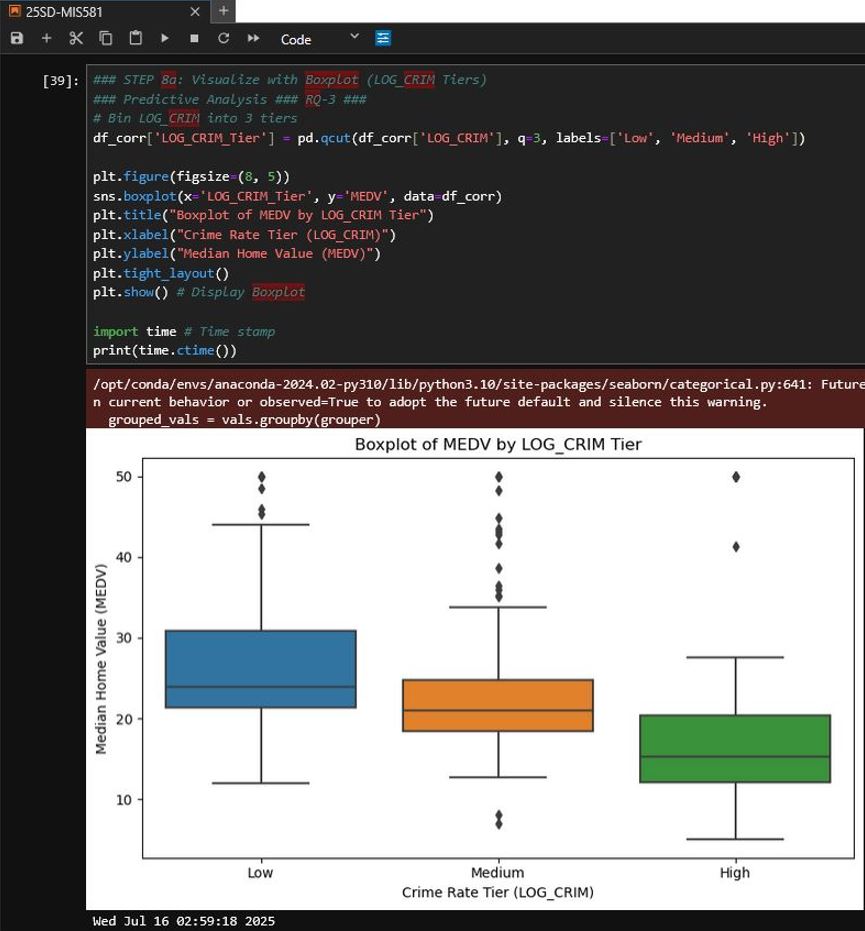 25SD-MIS581
Code
[39]:
### STEP 8a: Visualize with Boxplot (LOG_CRIM Tiers)
### Predictive Analysis ### RQ-3 ###
# Bin LOG_CRIM into 3 tiers
df_corr['LOG_CRIM_Tier'] = pd.qcut(df_corr['LOG_CRIM'], q=3, labels=['Low', 'Medium', 'High'])
plt.figure(figsize=(8, 5))
sns.boxplot(x='LOG_CRIM_Tier', y='MEDV', data=df_corr)
plt.title("Boxplot of MEDV by LOG_CRIM Tier")
plt.xlabel("Crime Rate Tier (LOG_CRIM)")
plt.ylabel("Median Home Value (MEDV)")
plt.tight_layout()
plt.show() # Display Boxplot
import time # Time stamp
print(time.ctime())
/opt/conda/envs/anaconda-2024.02-py310/lib/python3.10/site-packages/seaborn/categorical.py:641: Future
n current behavior or observed=True to adopt the future default and silence this warning.
grouped_vals = vals.groupby(grouper)
Boxplot of MEDV by LOG_CRIM Tier
50
40
30
20
10
Median Home Value (MEDV)
Low Medium High
Crime Rate Tier (LOG_CRIM)
Wed Jul 16 02:59:18 2025